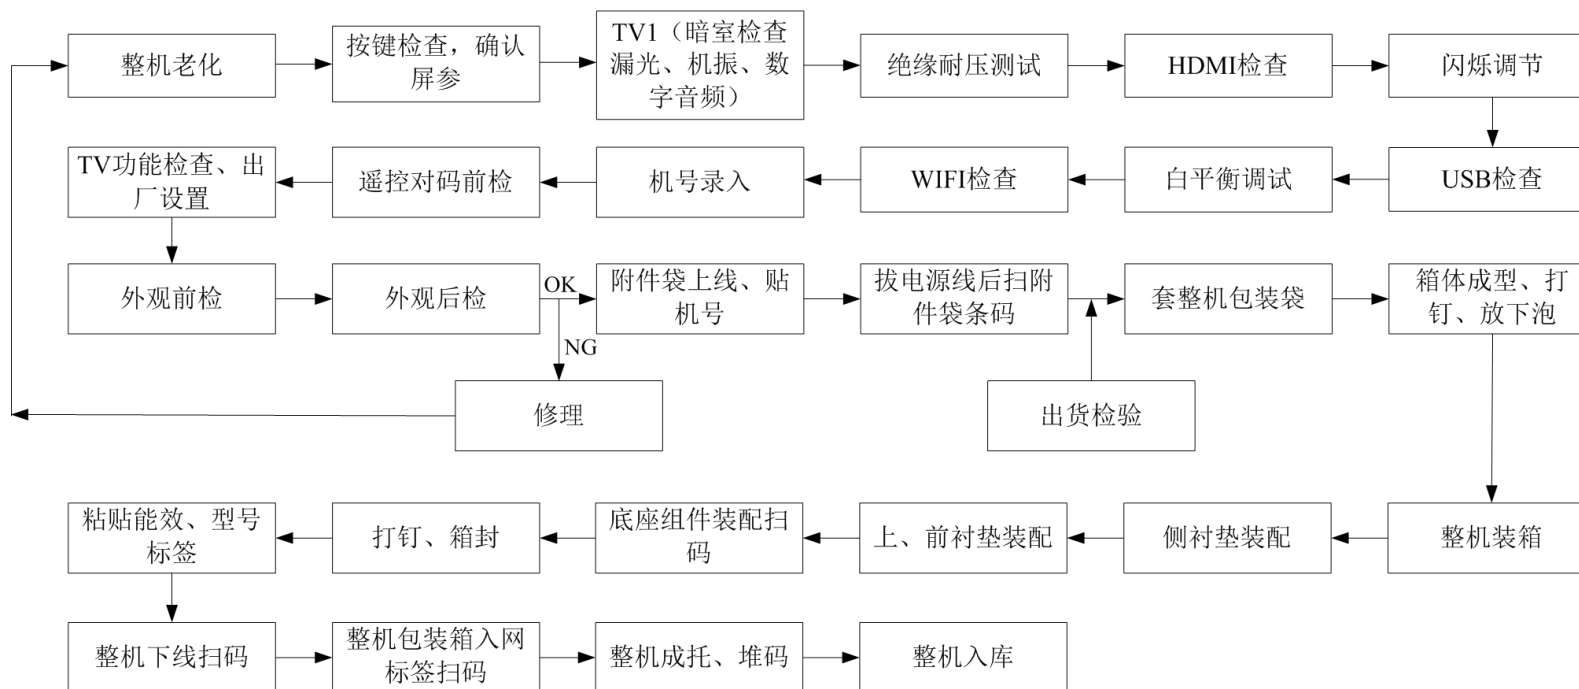 整机老化
按键检查，确认
屏参
TV1（暗室检查
漏光、机振、数
字音频）
绝缘耐压测试
HDMI检查
闪烁调节
USB检查
白平衡调试
WIFI检查
机号录入
遥控对码前检
TV功能检查、出
厂设置
外观前检
外观后检
OK
NG
修理
附件袋上线、贴
机号
拔电源线后扫附
件袋条码
出货检验
套整机包装袋
箱体成型、打
钉、放下泡
整机装箱
侧衬垫装配
上、前衬垫装配
底座组件装配扫
码
打钉、箱封
粘贴能效、型号
标签
整机下线扫码
整机包装箱入网
标签扫码
整机成托、堆码
整机入库